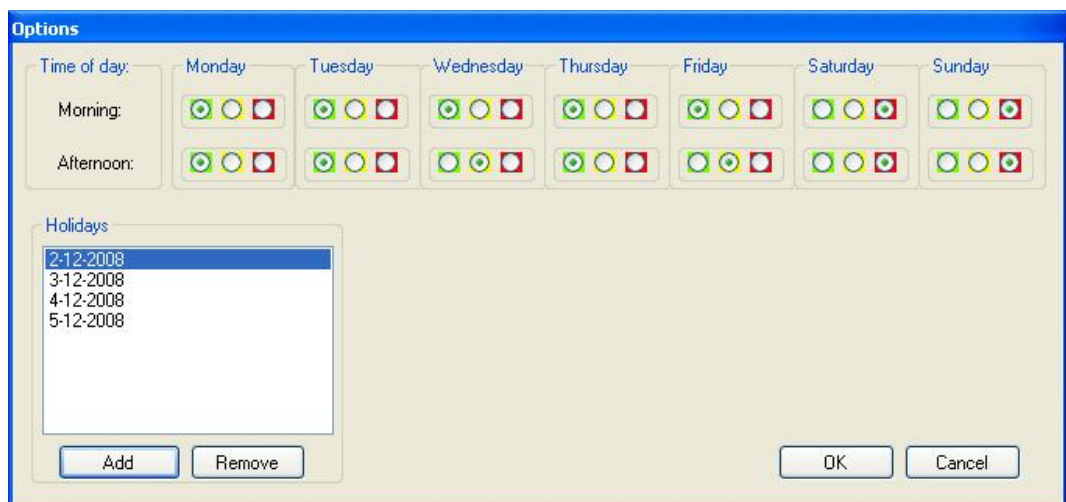 Options
Time of day: Monday Tuesday Wednesday Thursday Friday Saturday Sunday
Morning:
Afternoon:
Holidays
2-12-2008
3-12-2008
4-12-2008
5-12-2008
Add Remove OK Cancel